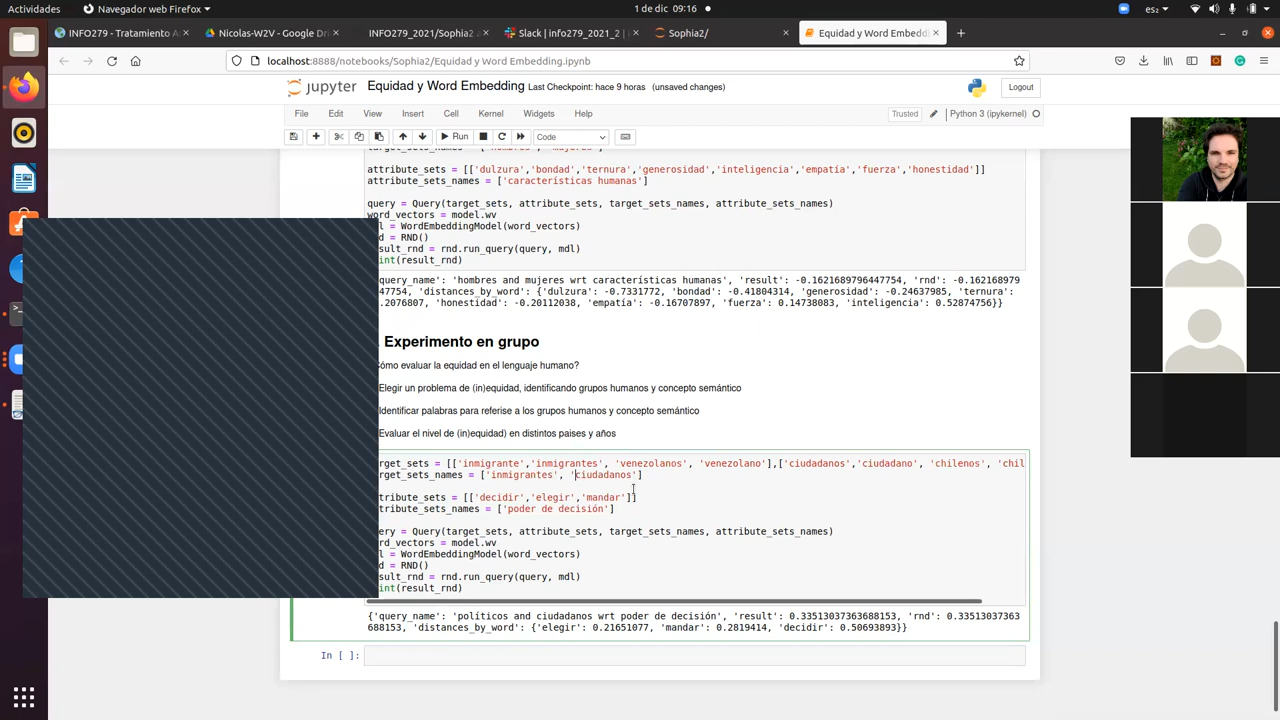 Actividades
Navegador web Firefox
1 de dic 09:16
es₂
INFO279 - Tratamiento A
Nicolas-W2V - Google Dri
INFO279_2021/Sophia2
Slack | info279_2021_2 |
Sophia2/
Equidad y Word Embeddi
localhost:8888/notebooks/Sophia2/Equidad y Word Embedding.ipynb
jupyter Equidad y Word Embedding Last Checkpoint: hace 9 horas (unsaved changes)
Logout
File Edit View Insert Cell Kernel Widgets Help
Trusted
Python 3 (ipykernel)
Run
Code
attribute_sets = [['dulzura','bondad','ternura','generosidad','inteligencia','empatía','fuerza','honestidad']]
attribute_sets_names = ['características humanas']
query = Query(target_sets, attribute_sets, target_sets_names, attribute_sets_names)
word_vectors = model.wv
l = WordEmbeddingModel(word_vectors)
d = RND()
sult_rnd = rnd.run_query(query, mdl)
int(result_rnd)
query_name': 'hombres and mujeres wrt características humanas', 'result': -0.1621689796447754, 'rnd': -0.162168979
47754, 'distances_by_word': {'dulzura': -0.7331772, 'bondad': -0.41804314, 'generosidad': -0.24637985, 'ternura':
.2076807, 'honestidad': -0.20112038, 'empatía': -0.16707897, 'fuerza': 0.14738083, 'inteligencia': 0.52874756}}
. Experimento en grupo
ómo evaluar la equidad en el lenguaje humano?
Elegir un problema de (in)equidad, identificando grupos humanos y concepto semántico
Identificar palabras para referise a los grupos humanos y concepto semántico
Evaluar el nivel de (in)equidad) en distintos paises y años
rget_sets = [['inmigrante','inmigrantes', 'venezolanos', 'venezolano'],['ciudadanos','ciudadano', 'chilenos', 'chil
rget_sets_names = ['inmigrantes', 'ciudadanos']
tribute_sets = [['decidir','elegir','mandar']]
tribute_sets_names = ['poder de decisión']
ery = Query(target_sets, attribute_sets, target_sets_names, attribute_sets_names)
rd_vectors = model.wv
l = WordEmbeddingModel(word_vectors)
d = RND()
sult_rnd = rnd.run_query(query, mdl)
int(result_rnd)
{'query_name': 'políticos and ciudadanos wrt poder de decisión', 'result': 0.33513037363688153, 'rnd': 0.33513037363
688153, 'distances_by_word': {'elegir': 0.21651077, 'mandar': 0.2819414, 'decidir': 0.50693893}}
In [ ]: